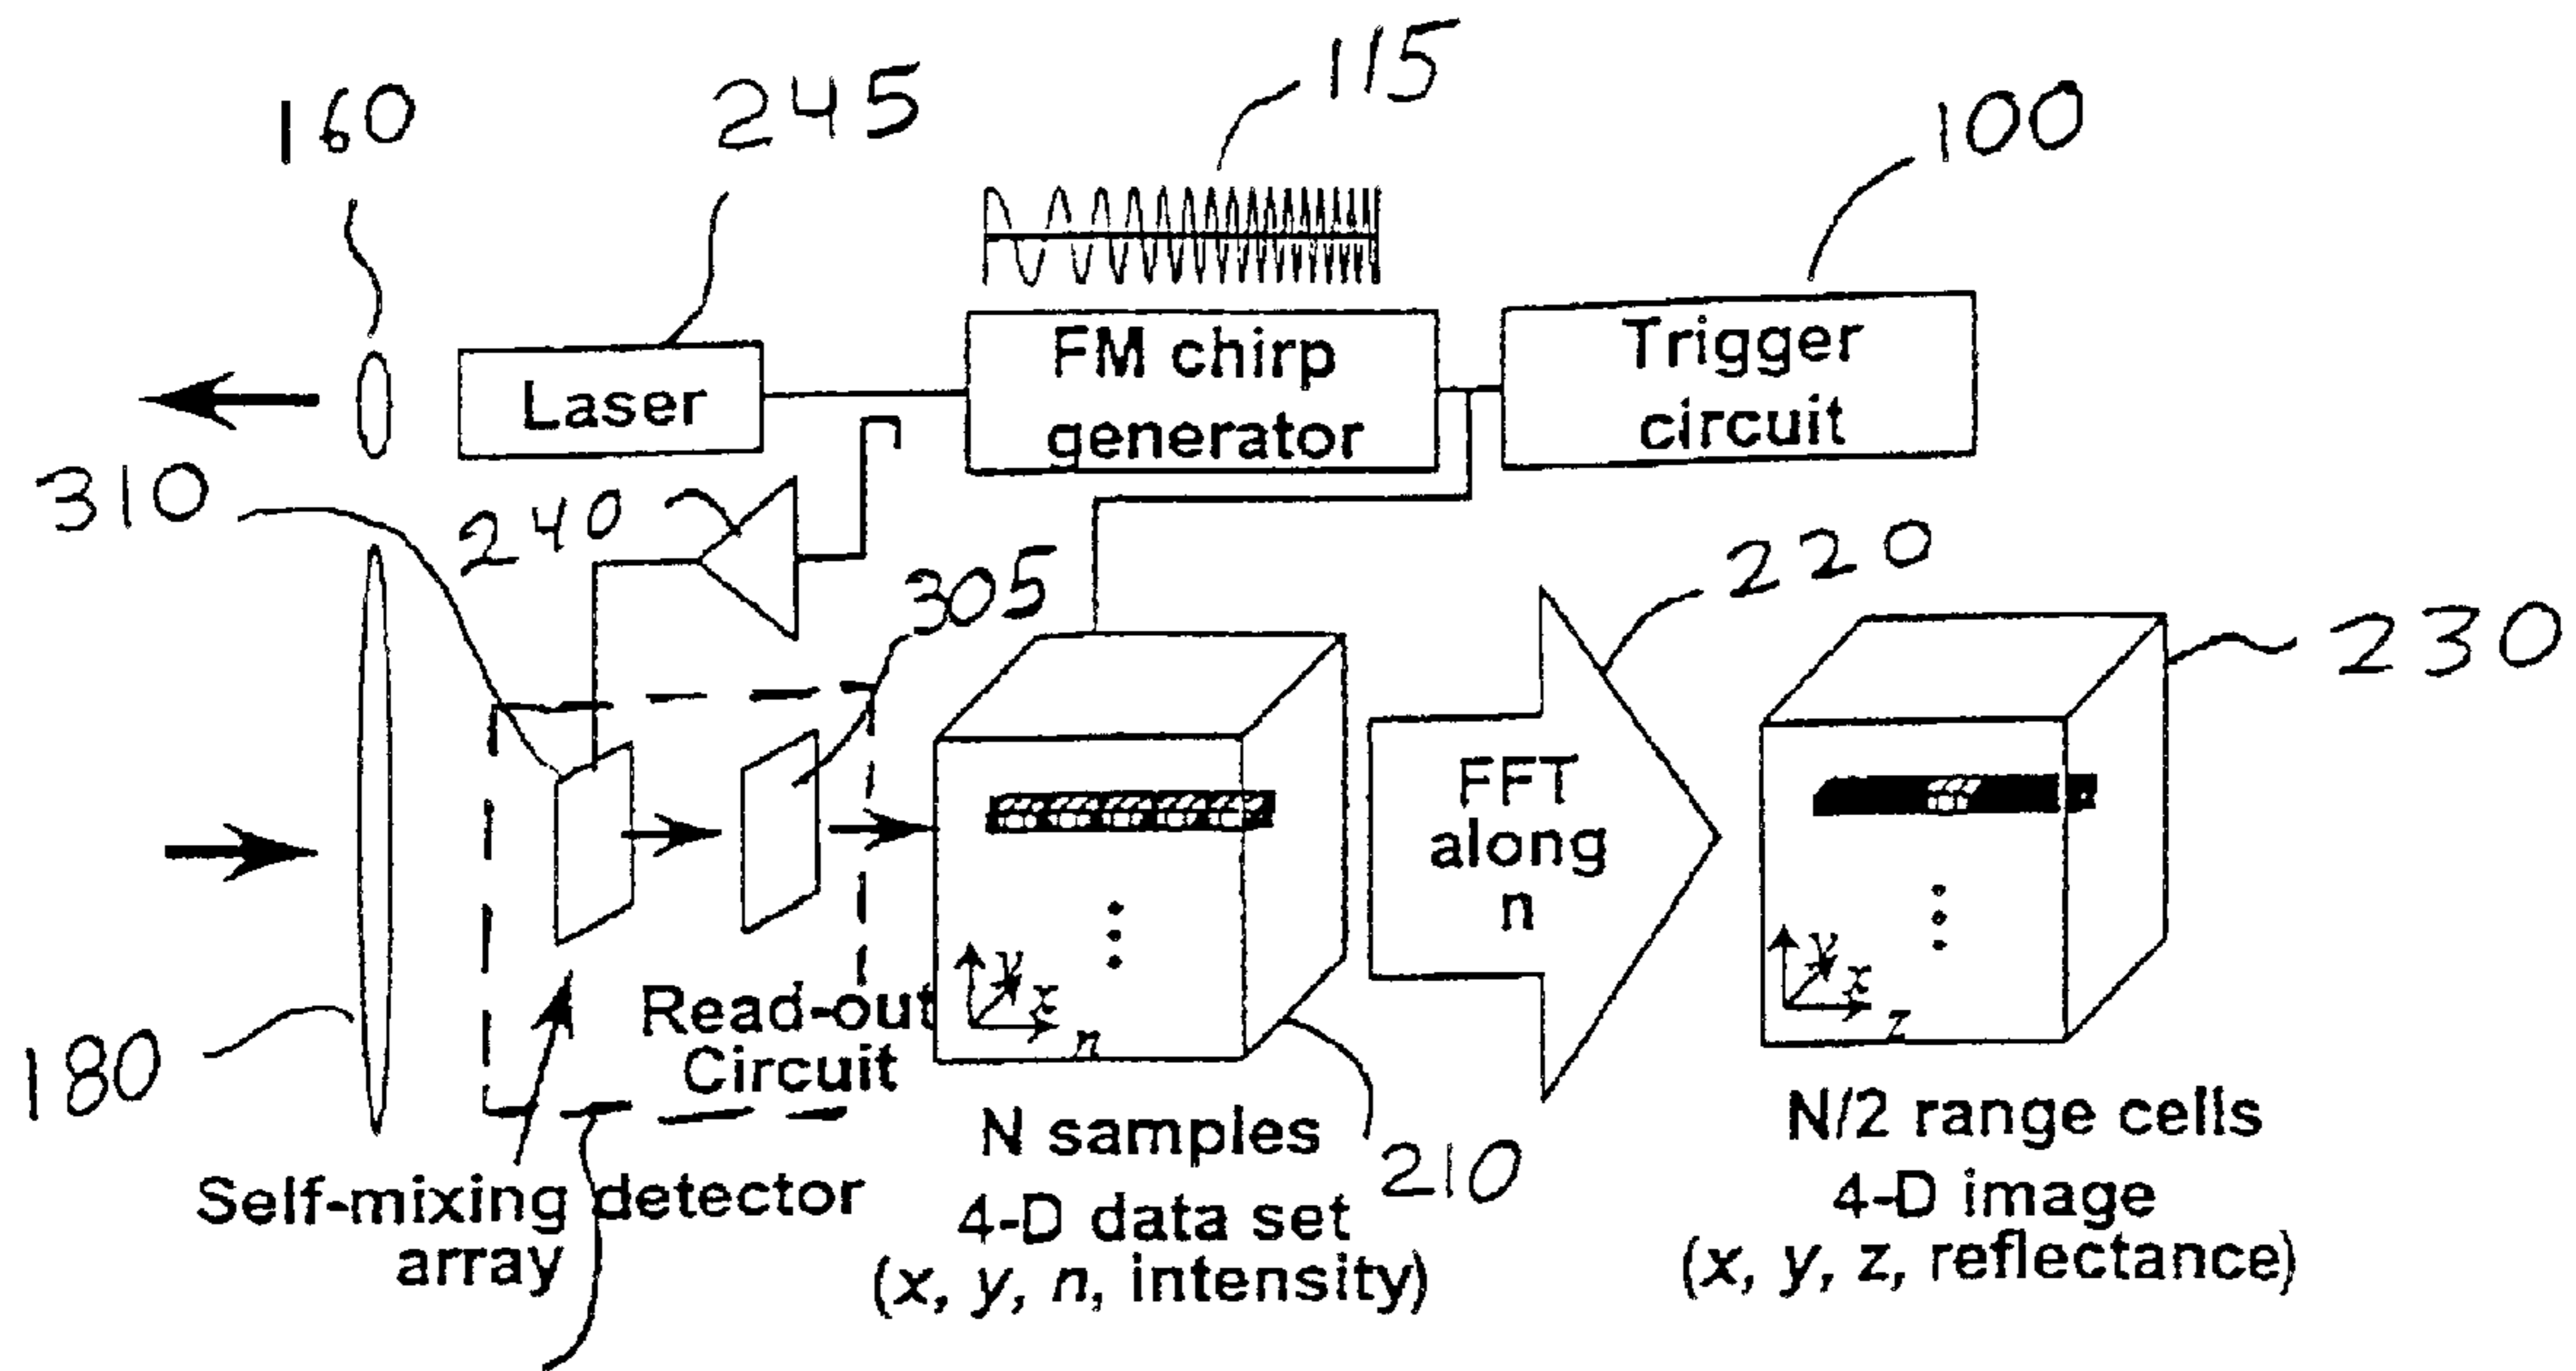 115
245
160
100
Laser
FM chirp
generator
Trigger
circuit
310
240
305
220
230
FFT
along
n
y
x
n
y
x
z
180
Read-out
Circuit
Self-mixing detector
array
N samples
4-D data set
(x, y, n, intensity)
210
N/2 range cells
4-D image
(x, y, z, reflectance)